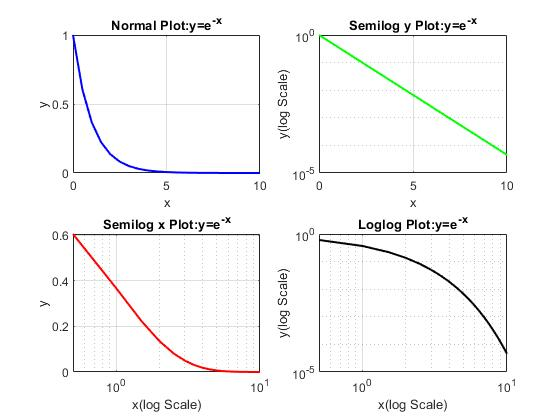 Normal Plot:y=e^-x
1
0.5
0
y
0 5 10
x
Semilog y Plot:y=e^-x
10^0
10^-5
y(log Scale)
0 5 10
x
Semilog x Plot:y=e^-x
0.6
0.4
0.2
0
y
10^0 10^1
x(log Scale)
Loglog Plot:y=e^-x
10^0
10^-5
y(log Scale)
10^0 10^1
x(log Scale)